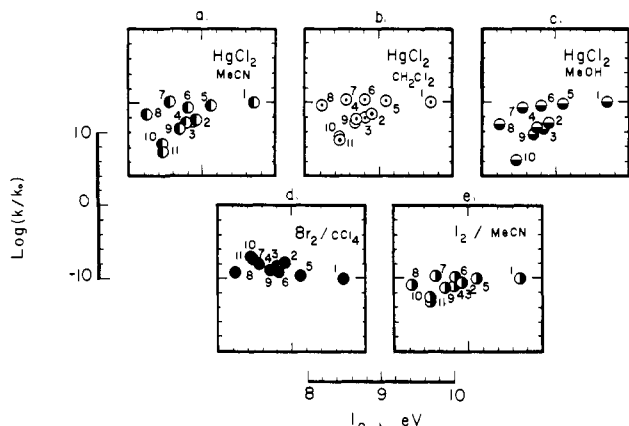 a.
b.
c.
HgCl2
MeCN
7 6 5 1
8
4
9 3 2
10
11
HgCl2
CH2Cl2
7 6 1
8 5
4
9 2
3
10
11
HgCl2
MeOH
1
6 5
7
8 4 2
9 3
10
10
0
-10
Log(k/k0)
d.
e.
Br2/CCl4
10
7 4 3 2
8 9 6 5 1
I2 / MeCN
7 6 5 1
8
10 9 4 3 2
11
8 9 10
eV